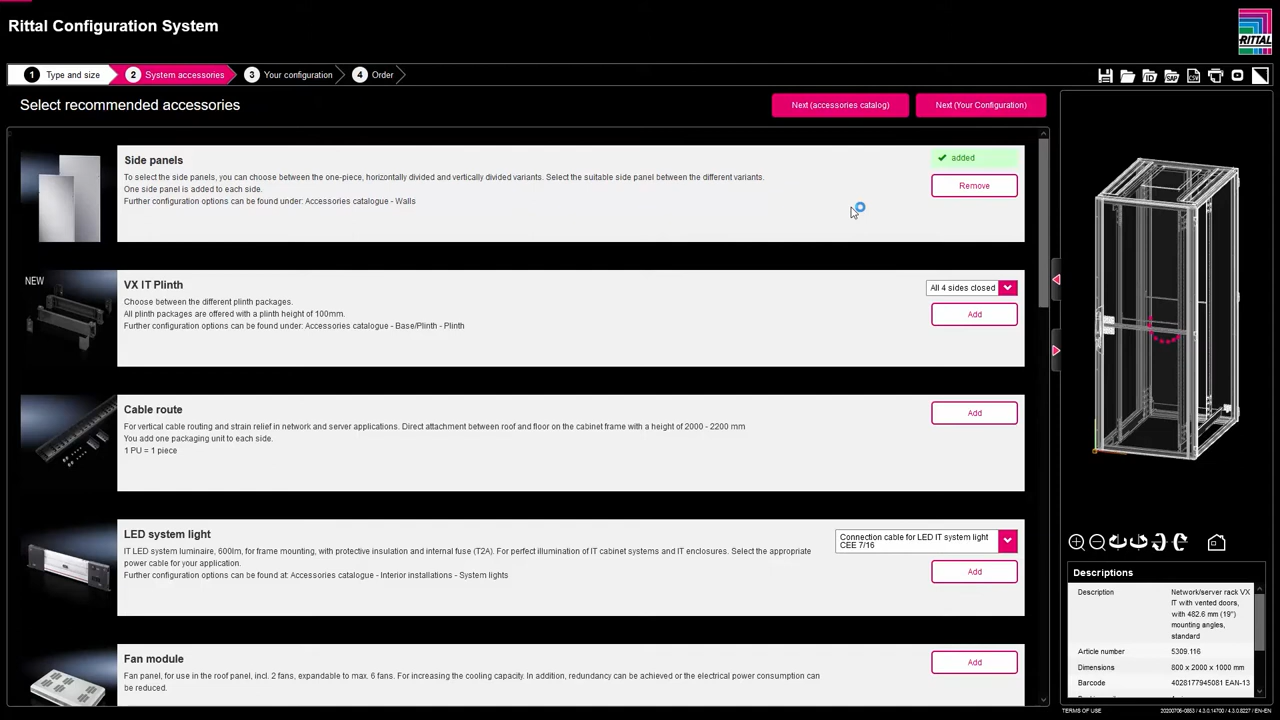 Rittal Configuration System
RITTAL
1 Type and size
2 System accessories
3 Your configuration
4 Order
ID
SAF
CSV
Select recommended accessories
Next (accessories catalog)
Next (Your Configuration)
Side panels
To select the side panels, you can choose between the one-piece, horizontally divided and vertically divided variants. Select the suitable side panel between the different variants.
One side panel is added to each side.
Further configuration options can be found under: Accessories catalogue - Walls
added
Remove
NEW
VX IT Plinth
Choose between the different plinth packages.
All plinth packages are offered with a plinth height of 100mm.
Further configuration options can be found under: Accessories catalogue - Base/Plinth - Plinth
All 4 sides closed
Add
Cable route
For vertical cable routing and strain relief in network and server applications. Direct attachment between roof and floor on the cabinet frame with a height of 2000 - 2200 mm
You add one packaging unit to each side.
1 PU = 1 piece
Add
LED system light
IT LED system luminaire, 600lm, for frame mounting, with protective insulation and internal fuse (T2A). For perfect illumination of IT cabinet systems and IT enclosures. Select the appropriate
power cable for your application.
Further configuration options can be found at: Accessories catalogue - Interior installations - System lights
Connection cable for LED IT system light
CEE 7/16
Add
Fan module
Fan panel, for use in the roof panel, incl. 2 fans, expandable to max. 6 fans. For increasing the cooling capacity. In addition, redundancy can be achieved or the electrical power consumption can
be reduced.
Add
Descriptions
Description
Network/server rack VX
IT with vented doors,
with 482.6 mm (19")
mounting angles,
standard
Article number
5309.116
Dimensions
800 x 2000 x 1000 mm
Barcode
4028177945081 EAN-13
TERMS OF USE
20200706-0853 / 4.3.0.14700 / 4.3.0.8227 / EN-EN